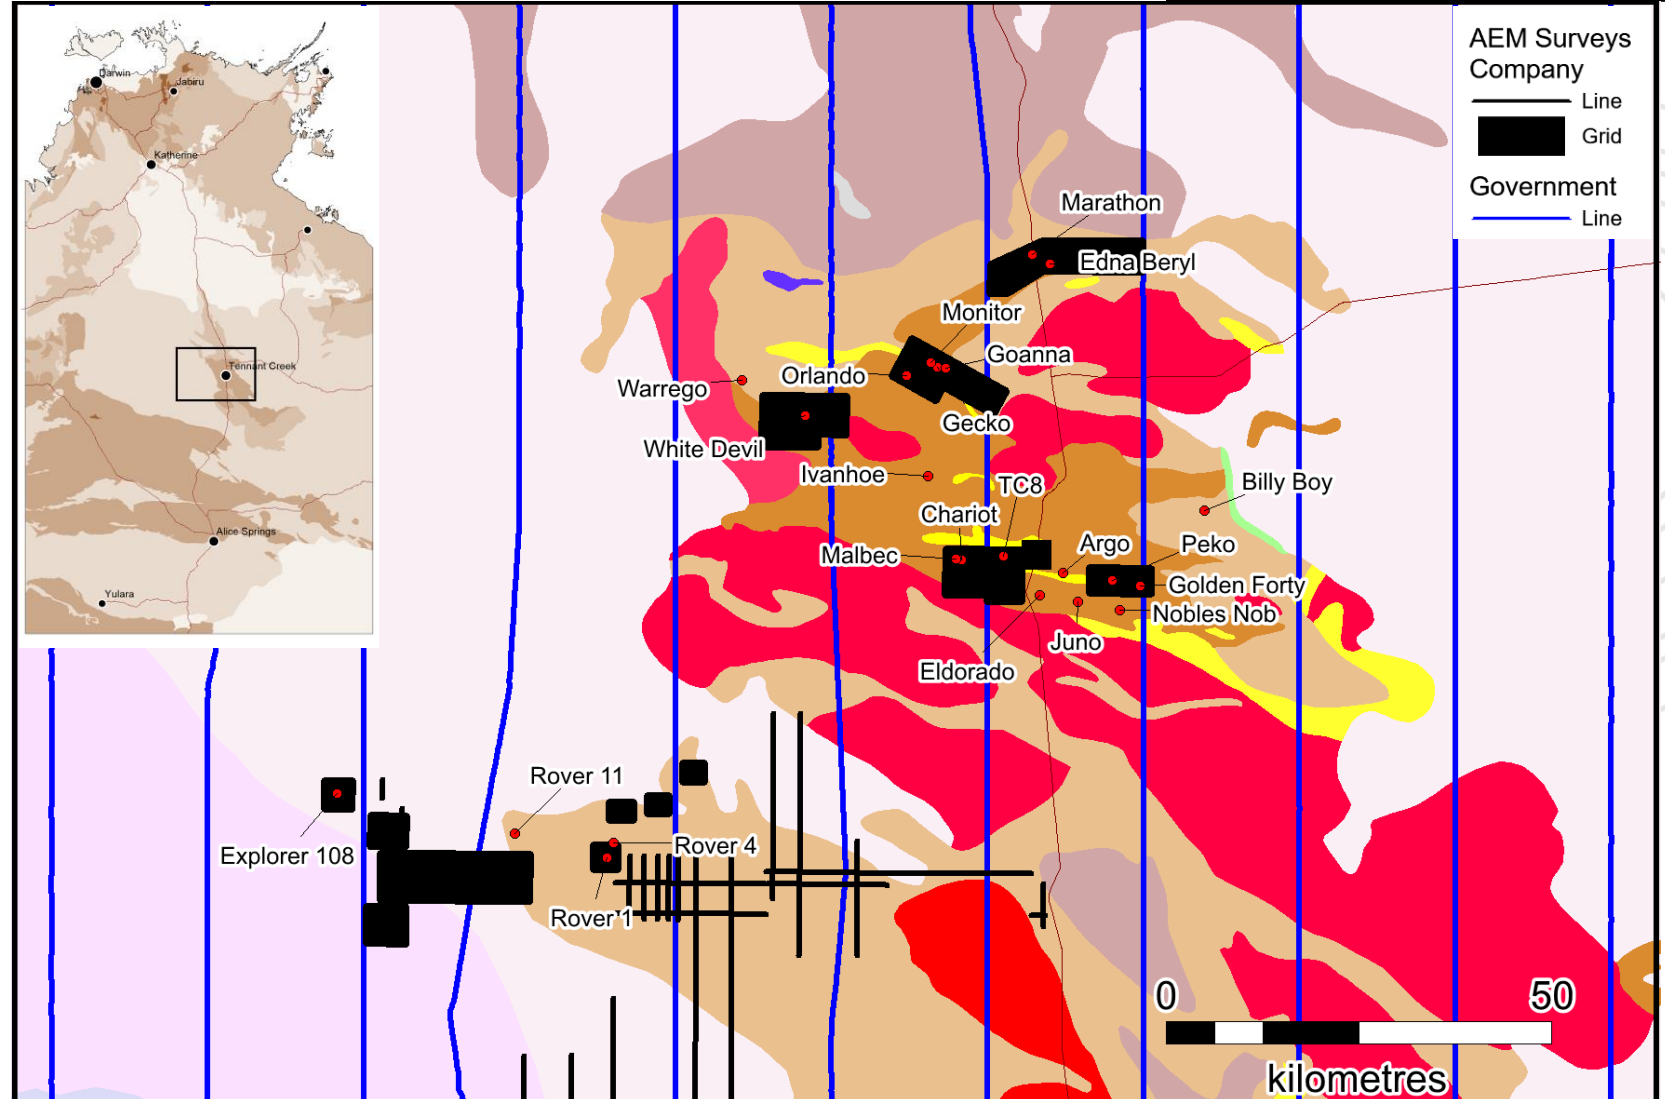 AEM Surveys
Company
Line
Grid
Government
Line
Darwin
Jabiru
Katherine
Tennant Creek
Alice Springs
Yulara
Marathon
Edna Beryl
Monitor
Goanna
Orlando
Warrego
Gecko
White Devil
Ivanhoe
TC8
Billy Boy
Chariot
Malbec
Argo
Peko
Golden Forty
Nobles Nob
Juno
Eldorado
Rover 11
Rover 4
Explorer 108
Rover 1
0
50
kilometres